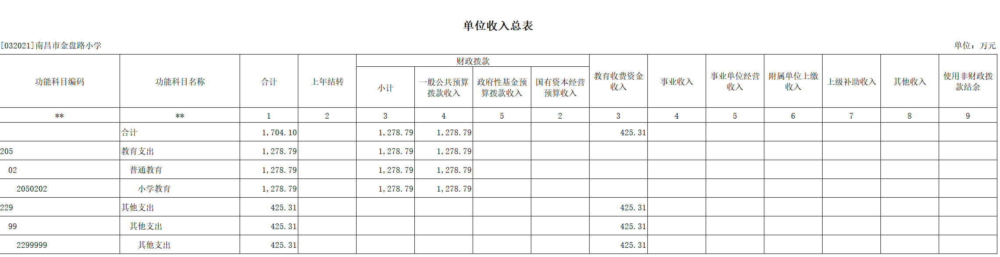 单位收入总表
[032021]南昌市金盘路小学 单位：万元
功能科目编码 功能科目名称 合计 上年结转 财政拨款 教育收费资金收入 事业收入 事业单位经营收入 附属单位上缴收入 上级补助收入 其他收入 使用非财政拨款结余
小计 一般公共预算拨款收入 政府性基金预算拨款收入 国有资本经营预算收入
** ** 1 2 3 4 5 2 3 4 5 6 7 8 9
合计 1,704.10 1,278.79 1,278.79 425.31
205 教育支出 1,278.79 1,278.79 1,278.79
02 普通教育 1,278.79 1,278.79 1,278.79
2050202 小学教育 1,278.79 1,278.79 1,278.79
229 其他支出 425.31 425.31
99 其他支出 425.31 425.31
2299999 其他支出 425.31 425.31